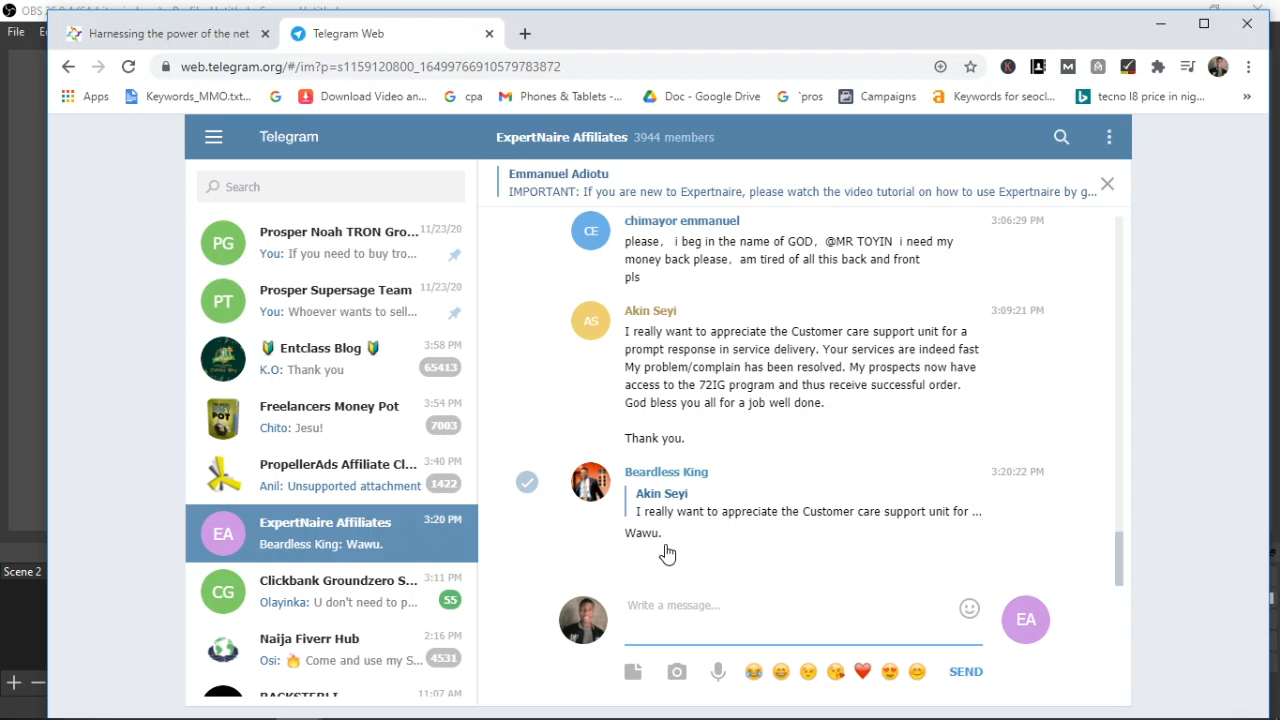 File
Harnessing the power of the net
Telegram Web
web.telegram.org/#/im?p=s1159120800_16499766910579783872
Apps
Keywords_MMO.txt...
Download Video an...
cpa
Phones & Tablets -...
Doc - Google Drive
`pros
Campaigns
Keywords for seocl...
tecno l8 price in nig...
»
Telegram
ExpertNaire Affiliates 3944 members
Search
Emmanuel Adiotu
IMPORTANT: If you are new to Expertnaire, please watch the video tutorial on how to use Expertnaire by g...
PG
Prosper Noah TRON Gro... 11/23/20
You: If you need to buy tro...
PT
Prosper Supersage Team 11/23/20
You: Whoever wants to sell...
Entclass Blog 3:58 PM
K.O: Thank you 65413
Freelancers Money Pot 3:54 PM
Chito: Jesu! 7003
PropellerAds Affiliate Cl... 3:40 PM
Anil: Unsupported attachment 1422
EA
ExpertNaire Affiliates 3:20 PM
Beardless King: Wawu.
CG
Clickbank Groundzero S... 3:11 PM
Olayinka: U don't need to p... 55
Naija Fiverr Hub 2:16 PM
Osi: 🔥 Come and use my S... 4531
11:07 AM
CE
chimayor emmanuel 3:06:29 PM
please, i beg in the name of GOD, @MR TOYIN i need my
money back please, am tired of all this back and front
pls
AS
Akin Seyi 3:09:21 PM
I really want to appreciate the Customer care support unit for a
prompt response in service delivery. Your services are indeed fast
My problem/complain has been resolved. My prospects now have
access to the 72IG program and thus receive successful order.
God bless you all for a job well done.
Thank you.
Beardless King 3:20:22 PM
Akin Seyi
I really want to appreciate the Customer care support unit for ...
Wawu.
Write a message...
EA
SEND
Scene 2